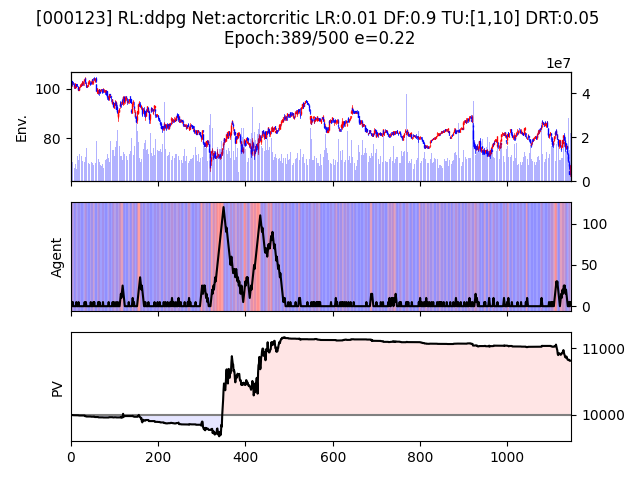 [000123] RL:ddpg Net:actorcritic LR:0.01 DF:0.9 TU:[1,10] DRT:0.05
Epoch:389/500 e=0.22
1e7
100
80
Env.
4
2
0
Agent
100
50
0
PV
11000
10000
0 200 400 600 800 1000